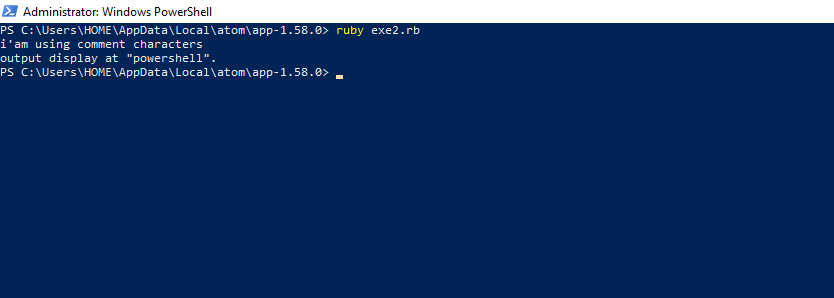 Administrator: Windows PowerShell
PS C:\Users\HOME\AppData\Local\atom\app-1.58.0> ruby exe2.rb
i'am using comment characters
output display at "powershell".
PS C:\Users\HOME\AppData\Local\atom\app-1.58.0>